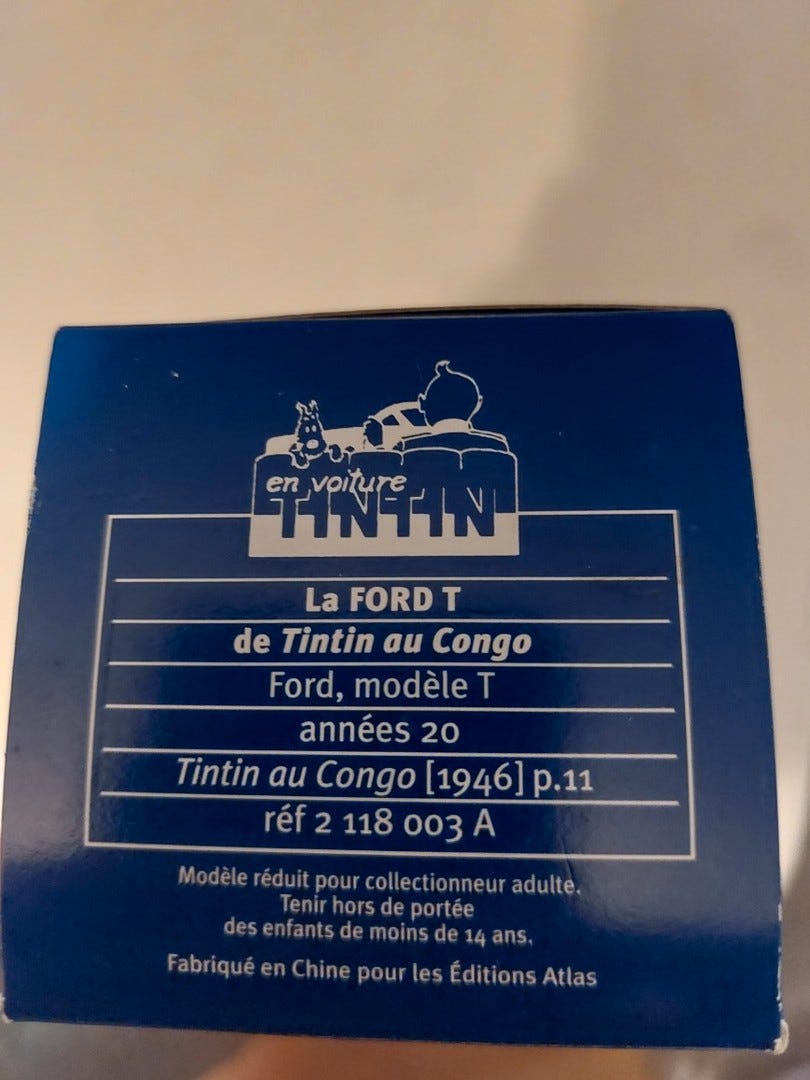 en voiture
TINTIN
La FORD T
de Tintin au Congo
Ford, modèle T
années 20
Tintin au Congo [1946] p.11
réf 2 118 003 A
Modèle réduit pour collectionneur adulte.
Tenir hors de portée
des enfants de moins de 14 ans.
Fabriqué en Chine pour les Éditions Atlas